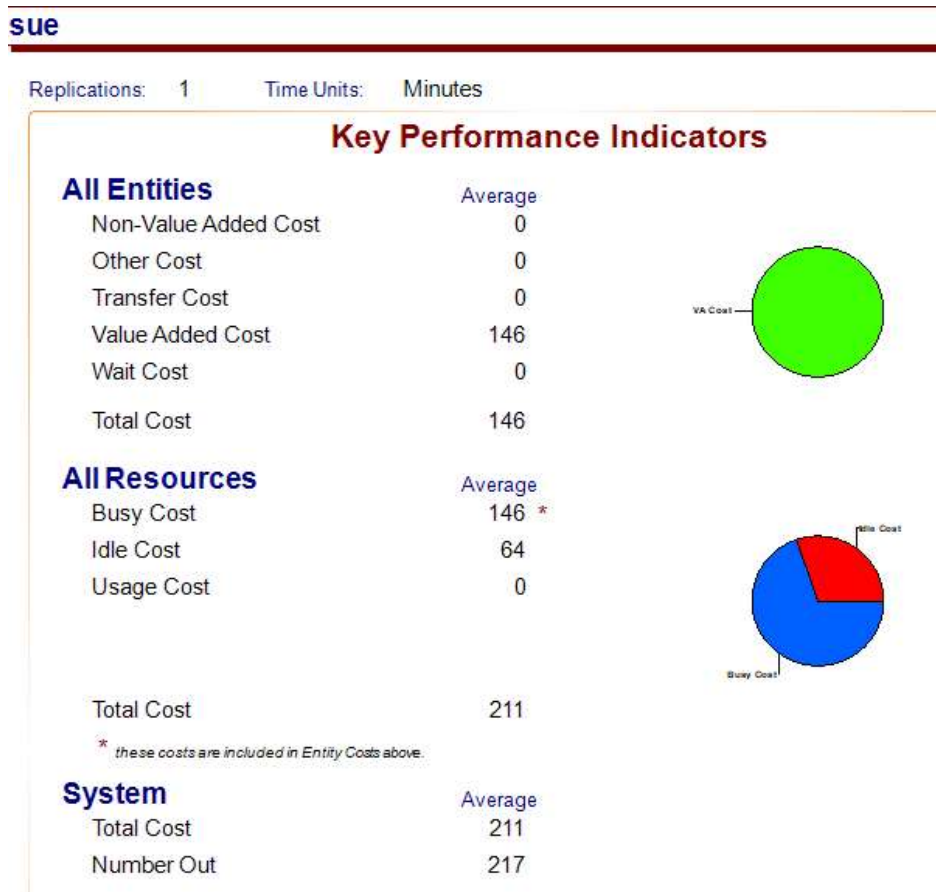 sue
Replications: 1 Time Units: Minutes
Key Performance Indicators
All Entities Average
Non-Value Added Cost 0
Other Cost 0
Transfer Cost 0
VA Cost
Value Added Cost 146
Wait Cost 0
Total Cost 146
All Resources Average
Busy Cost 146 *
Idle Cost
Idle Cost 64
Usage Cost 0
Busy Cost
Total Cost 211
* these costs are included in Entity Costs above.
System Average
Total Cost 211
Number Out 217